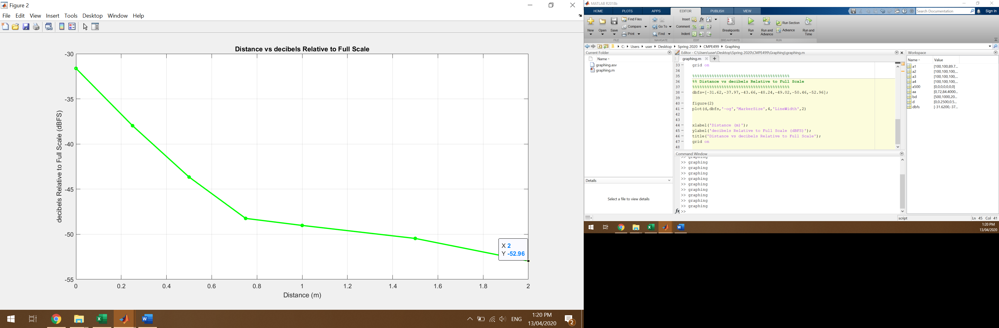 Figure 2
File Edit View Insert Tools Desktop Window Help
Distance vs decibels Relative to Full Scale
decibels Relative to Full Scale (dBFS)
-30
-35
-40
-45
-50
-55
0 0.2 0.4 0.6 0.8 1 1.2 1.4 1.6 1.8 2
Distance (m)
X 2
Y -52.96
ENG
1:20 PM
13/04/2020
2
MATLAB R2018b
HOME PLOTS APPS EDITOR PUBLISH VIEW
Search Documentation
Sign In
New Open Save
Find Files
Compare
Print
Go To
Find
Insert
Comment
Indent
fx
Breakpoints
Run
Run and Advance
Run Section
Advance
Run and Time
FILE NAVIGATE EDIT BREAKPOINTS RUN
C: Users user Desktop Spring 2020 CMPE499 Graphing
Current Folder
Name
graphing.asv
graphing.m
Details
Select a file to view details
Editor - C:\Users\user\Desktop\Spring 2020\CMPE499\Graphing\graphing.m
graphing.m +
33 – grid on
34
35 %%%%%%%%%%%%%%%%%%%%%%%%%%%%%%%%%%%%%%%%
36 %% Distance vs decibels Relative to Full Scale
37 %%%%%%%%%%%%%%%%%%%%%%%%%%%%%%%%%%%%%%%%
38 – dbfs=[-31.62,-37.97,-43.66,-48.24,-49.02,-50.46,-52.96];
39
40 – figure(2)
41 – plot(d,dbfs,'-og','MarkerSize',4,'LineWidth',2)
42
43
44 – xlabel('Distance (m)');
45 – ylabel('decibels Relative to Full Scale (dBFS)');
46 – title('Distance vs decibels Relative to Full Scale');
47 – grid on
48
Command Window
>> graphing
>> graphing
>> graphing
>> graphing
>> graphing
>> graphing
>> graphing
>> graphing
>> graphing
>> graphing
fx >>
Workspace
Name Value
a1 [100,100,89.7...
a2 [100,100,100,...
a3 [100,100,100,...
a4 [100,100,100,...
a500 [0,0,0,0,0,0,0]
aa [0,72,84.4000...
bd [500,1000,20...
d [0,0.2500,0.5...
dbfs [-31.6200,-37...
script
Ln 45 Col 41
1:20 PM
13/04/2020